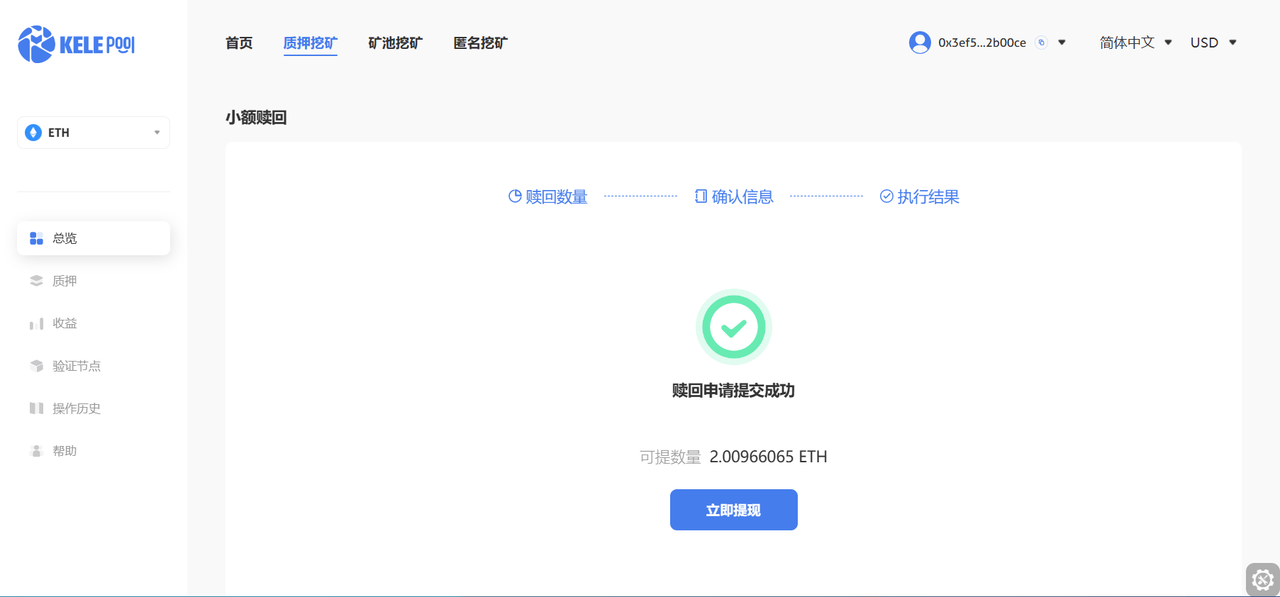 KELE POOl
首页 质押挖矿 矿池挖矿 匿名挖矿
0x3ef5...2b00ce 简体中文 USD
ETH
总览
质押
收益
验证节点
操作历史
帮助
小额赎回
赎回数量 确认信息 执行结果
赎回申请提交成功
可提数量 2.00966065 ETH
立即提现